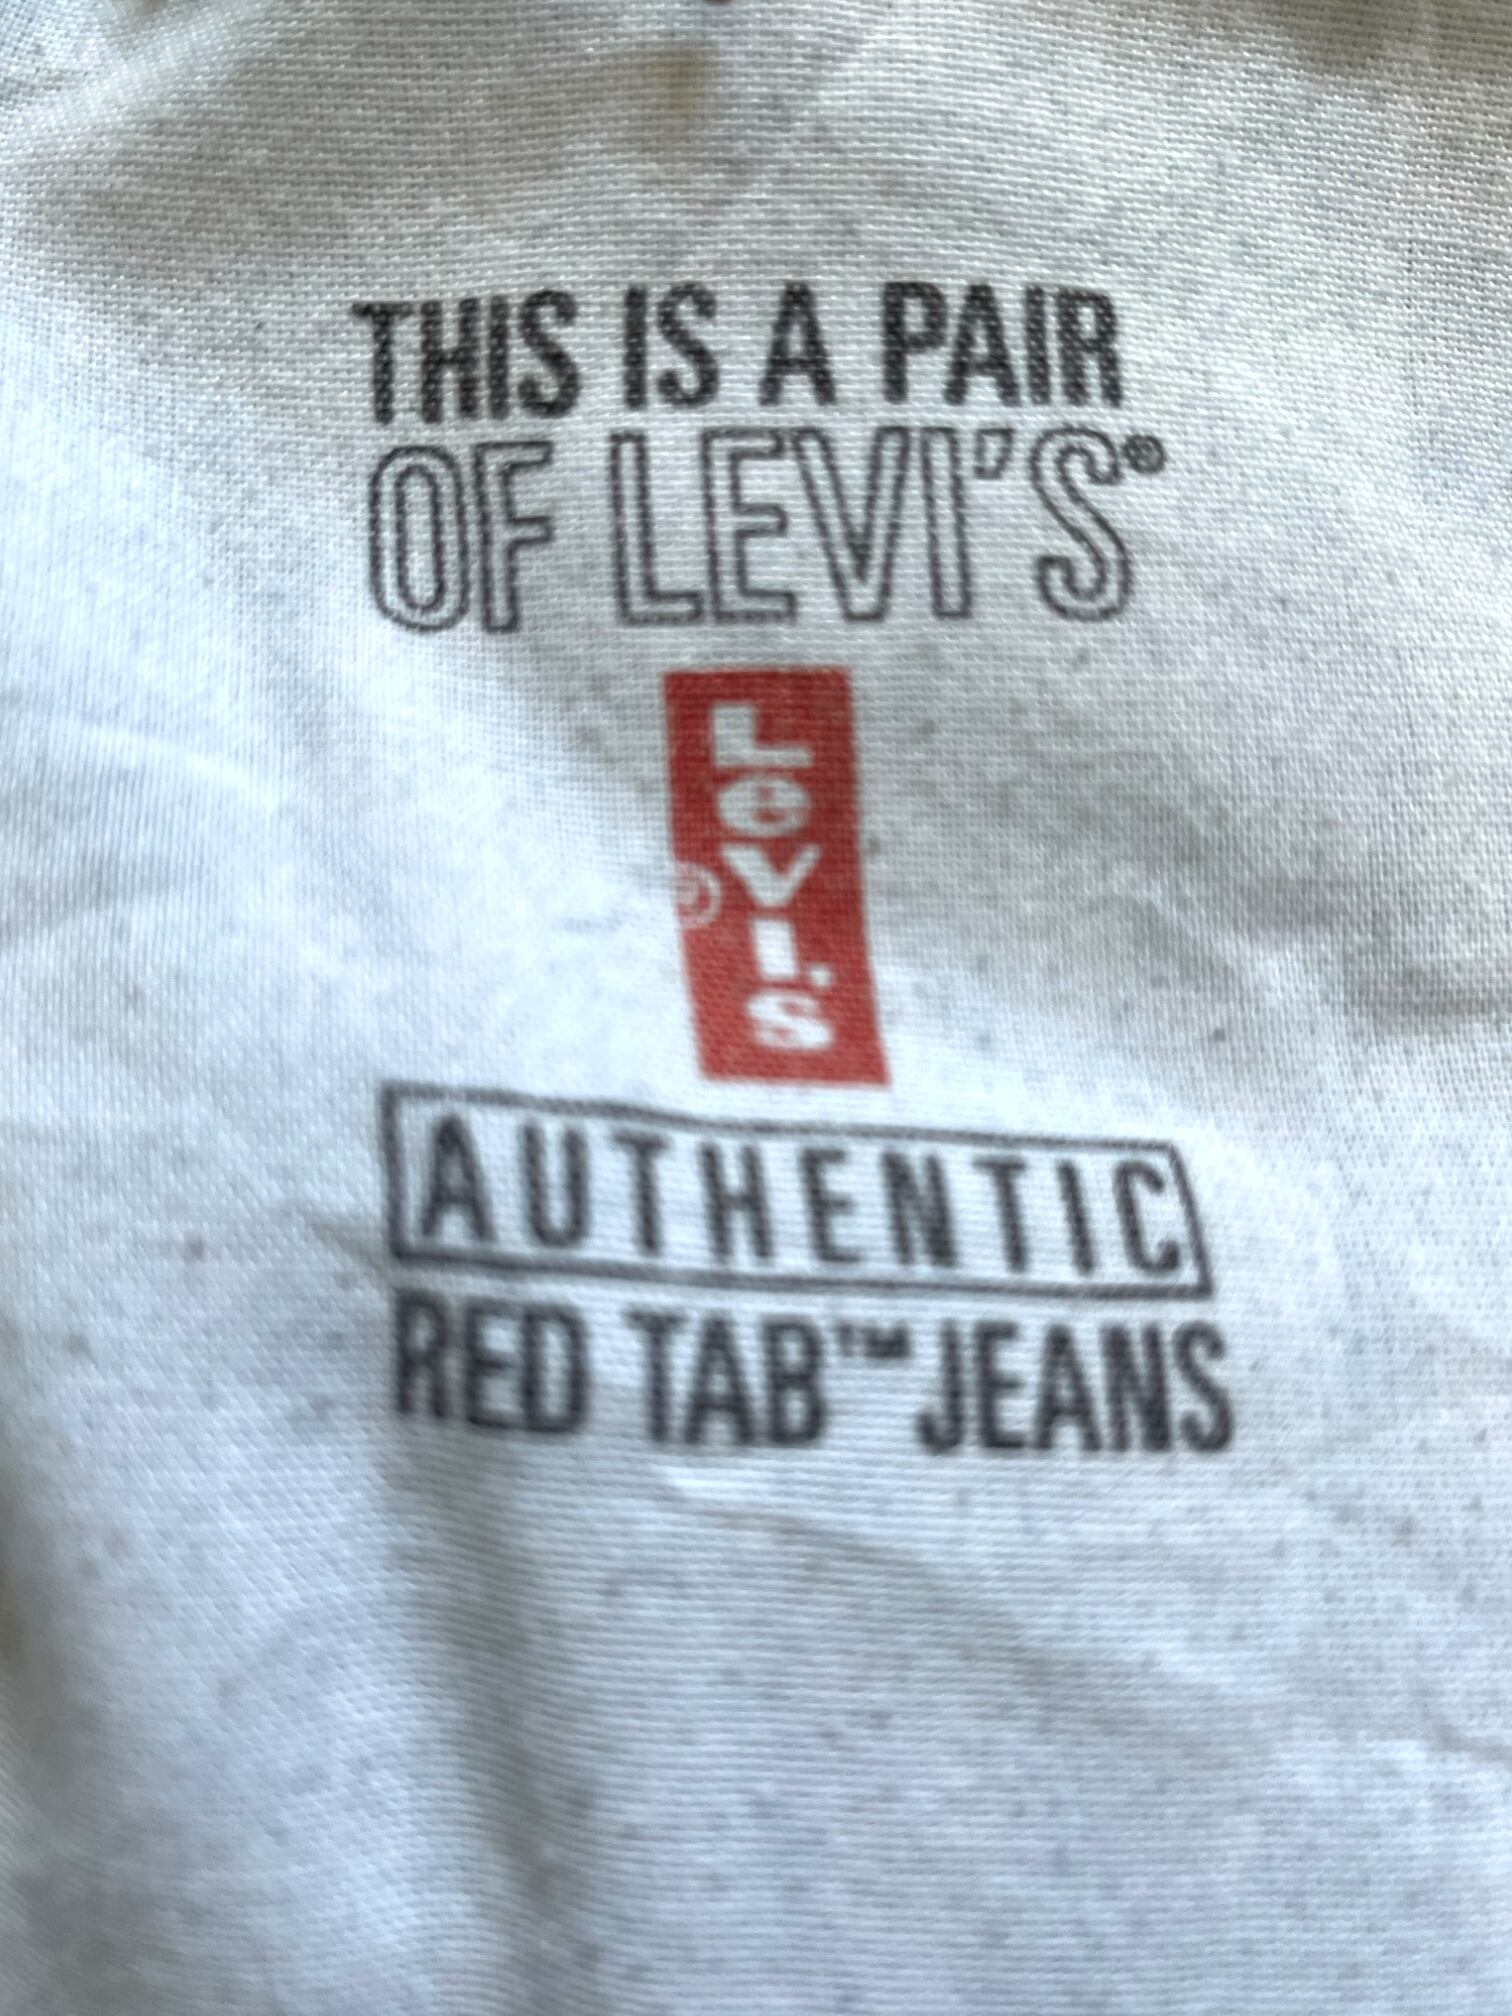 THIS IS A PAIR
OF LEVI'S®
Levi's
®
AUTHENTIC
RED TAB™ JEANS